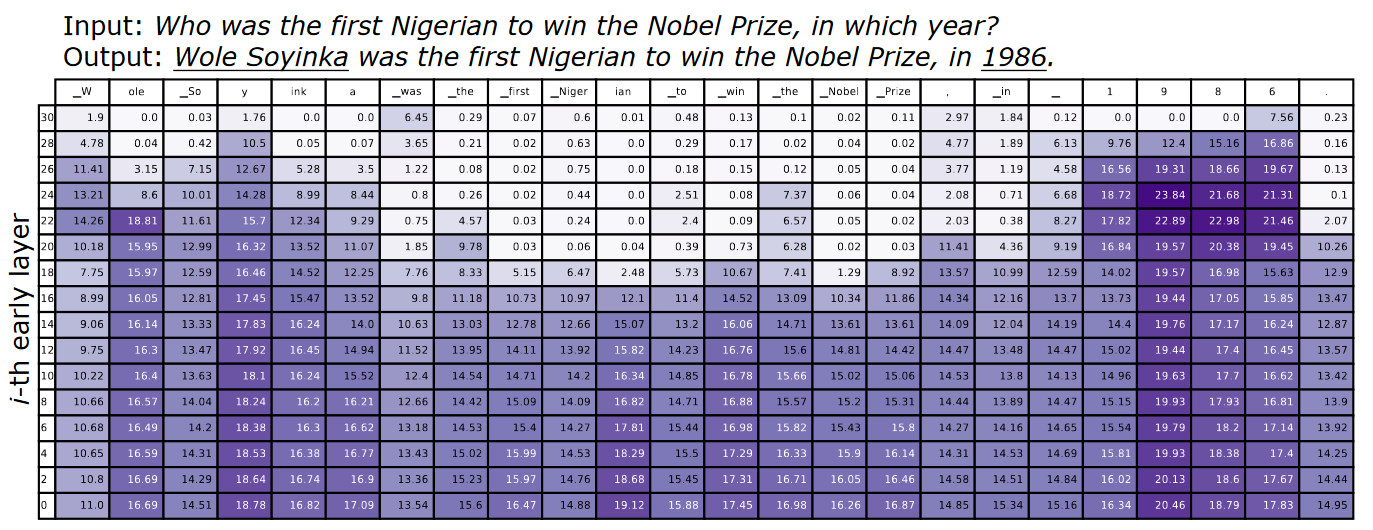 Input: Who was the first Nigerian to win the Nobel Prize, in which year?
Output: Wole Soyinka was the first Nigerian to win the Nobel Prize, in 1986.
_W ole _So y ink a _was _the _first _Niger ian _to _win _the _Nobel _Prize , _in _ 1 9 8 6 .
30 1.9 0.0 0.03 1.76 0.0 0.0 6.45 0.29 0.07 0.6 0.01 0.48 0.13 0.1 0.02 0.11 2.97 1.84 0.12 0.0 0.0 0.0 7.56 0.23
28 4.78 0.04 0.42 10.5 0.05 0.07 3.65 0.21 0.02 0.63 0.0 0.29 0.17 0.02 0.04 0.02 4.77 1.89 6.13 9.76 12.4 15.16 16.86 0.16
26 11.41 3.15 7.15 12.67 5.28 3.5 1.22 0.08 0.02 0.75 0.0 0.18 0.15 0.12 0.05 0.04 3.77 1.19 4.58 16.56 19.31 18.66 19.67 0.13
24 13.21 8.6 10.01 14.28 8.99 8.44 0.8 0.26 0.02 0.44 0.0 2.51 0.08 7.37 0.06 0.04 2.08 0.71 6.68 18.72 23.84 21.68 21.31 0.1
22 14.26 18.81 11.61 15.7 12.34 9.29 0.75 4.57 0.03 0.24 0.0 2.4 0.09 6.57 0.05 0.02 2.03 0.38 8.27 17.82 22.89 22.98 21.46 2.07
20 10.18 15.95 12.99 16.32 13.52 11.07 1.85 9.78 0.03 0.06 0.04 0.39 0.73 6.28 0.02 0.03 11.41 4.36 9.19 16.84 19.57 20.38 19.45 10.26
18 7.75 15.97 12.59 16.46 14.52 12.25 7.76 8.33 5.15 6.47 2.48 5.73 10.67 7.41 1.29 8.92 13.57 10.99 12.59 14.02 19.57 16.98 15.63 12.9
16 8.99 16.05 12.81 17.45 15.47 13.52 9.8 11.18 10.73 10.97 12.1 11.4 14.52 13.09 10.34 11.86 14.34 12.16 13.7 13.73 19.44 17.05 15.85 13.47
14 9.06 16.14 13.33 17.83 16.24 14.0 10.63 13.03 12.78 12.66 15.07 13.2 16.06 14.71 13.61 13.61 14.09 12.04 14.19 14.4 19.76 17.17 16.24 12.87
12 9.75 16.3 13.47 17.92 16.45 14.94 11.52 13.95 14.11 13.92 15.82 14.23 16.76 15.6 14.81 14.42 14.47 13.48 14.47 15.02 19.44 17.4 16.45 13.57
10 10.22 16.4 13.63 18.1 16.24 15.52 12.4 14.54 14.71 14.2 16.34 14.85 16.78 15.66 15.02 15.06 14.53 13.8 14.13 14.96 19.63 17.7 16.62 13.42
8 10.66 16.57 14.04 18.24 16.2 16.21 12.66 14.42 15.09 14.09 16.82 14.71 16.88 15.57 15.2 15.31 14.44 13.89 14.47 15.15 19.93 17.93 16.81 13.9
6 10.68 16.49 14.2 18.38 16.3 16.62 13.18 14.53 15.4 14.27 17.81 15.44 16.98 15.82 15.43 15.8 14.27 14.16 14.65 15.54 19.79 18.2 17.14 13.92
4 10.65 16.59 14.31 18.53 16.38 16.77 13.43 15.02 15.99 14.53 18.29 15.5 17.29 16.33 15.9 16.14 14.31 14.53 14.69 15.81 19.93 18.38 17.4 14.25
2 10.8 16.69 14.29 18.64 16.74 16.9 13.36 15.23 15.97 14.76 18.68 15.45 17.31 16.71 16.05 16.46 14.58 14.51 14.84 16.02 20.13 18.6 17.67 14.44
0 11.0 16.69 14.51 18.78 16.82 17.09 13.54 15.6 16.47 14.88 19.12 15.88 17.45 16.98 16.26 16.87 14.85 15.34 15.16 16.34 20.46 18.79 17.83 14.95
i-th early layer